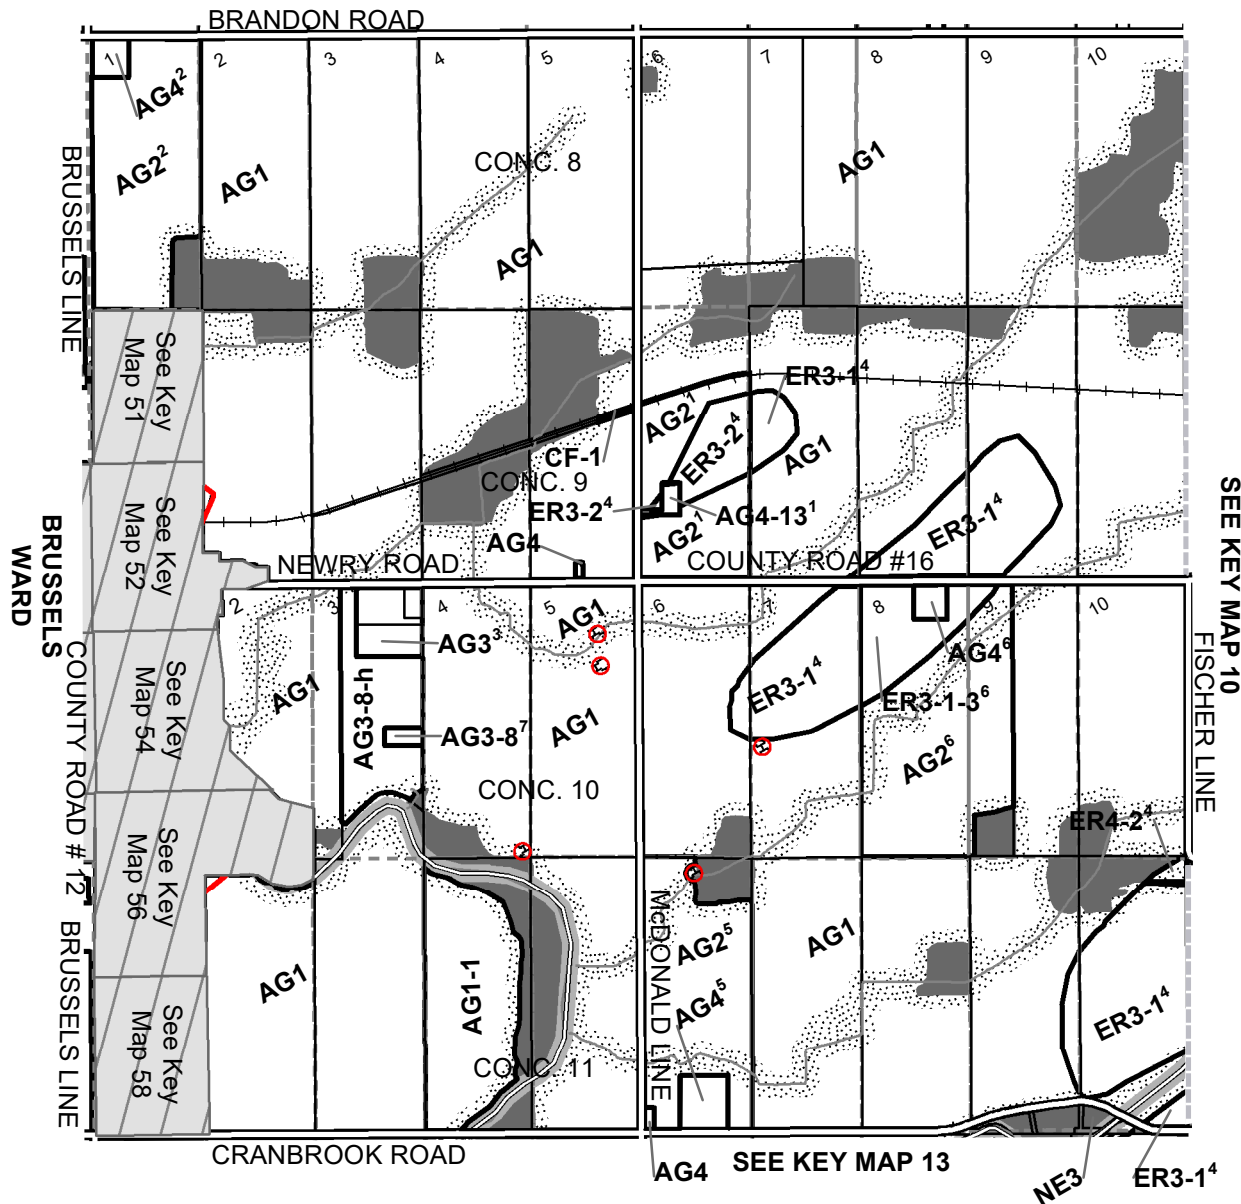 BRANDON ROAD
1
2
3
4
5
6
7
8
9
10
AG4²
AG2²
AG1
CONC. 8
AG1
AG1
BRUSSELS LINE
See Key
Map 51
ER3-1⁴
AG2¹
ER3-2⁴
AG1
CF-1
CONC. 9
ER3-2⁴
AG4-13¹
AG2¹
ER3-1⁴
See Key
Map 52
AG4
NEWRY ROAD
COUNTY ROAD #16
SEE KEY MAP 10
BRUSSELS
WARD
2
3
4
5
6
7
8
9
10
AG1
AG3³
AG4⁶
FISCHER LINE
See Key
Map 54
AG1
AG3-8-h
AG3-8⁷
AG1
ER3-1⁴
ER3-1-3⁶
AG2⁶
COUNTY ROAD # 12
CONC. 10
ER4-2⁴
See Key
Map 56
McDONALD LINE
AG2⁵
AG1
AG1
AG1-1
AG4⁵
ER3-1⁴
BRUSSELS LINE
See Key
Map 58
CONC. 11
CRANBROOK ROAD
AG4
SEE KEY MAP 13
NE3
ER3-1⁴